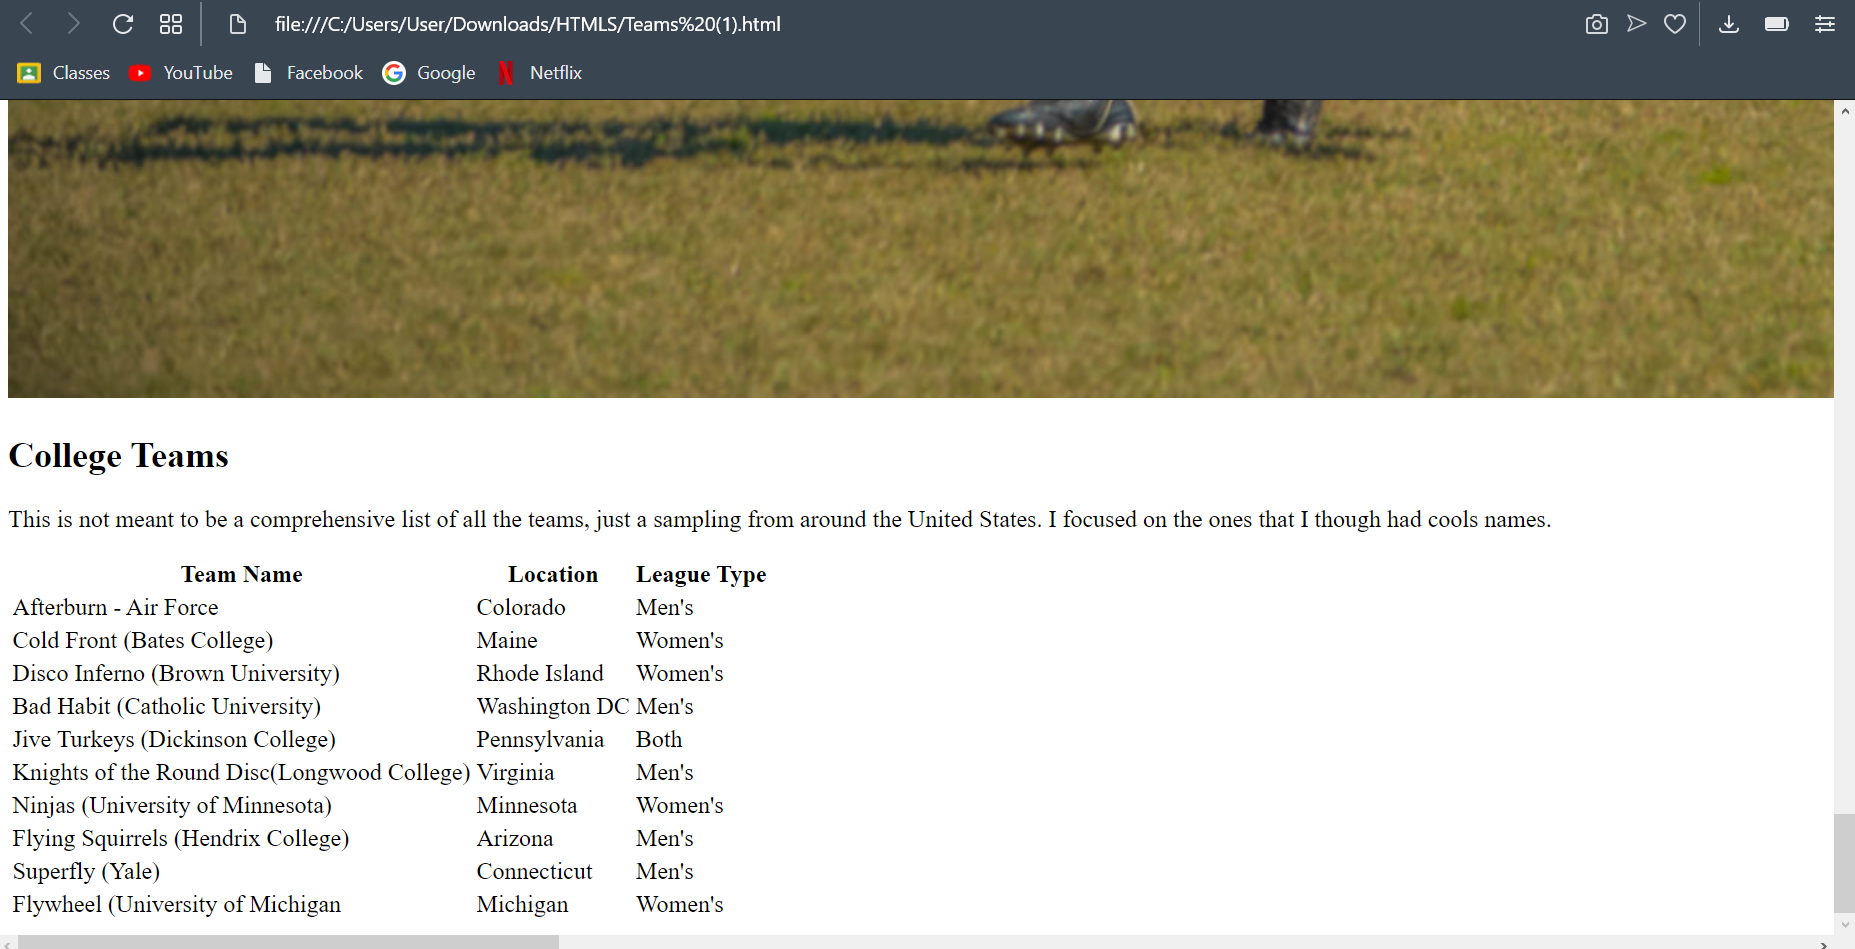 file:///C:/Users/User/Downloads/HTMLS/Teams%20(1).html
Classes YouTube Facebook Google Netflix
College Teams
This is not meant to be a comprehensive list of all the teams, just a sampling from around the United States. I focused on the ones that I though had cools names.
Team Name Location League Type
Afterburn - Air Force Colorado Men's
Cold Front (Bates College) Maine Women's
Disco Inferno (Brown University) Rhode Island Women's
Bad Habit (Catholic University) Washington DC Men's
Jive Turkeys (Dickinson College) Pennsylvania Both
Knights of the Round Disc(Longwood College) Virginia Men's
Ninjas (University of Minnesota) Minnesota Women's
Flying Squirrels (Hendrix College) Arizona Men's
Superfly (Yale) Connecticut Men's
Flywheel (University of Michigan Michigan Women's